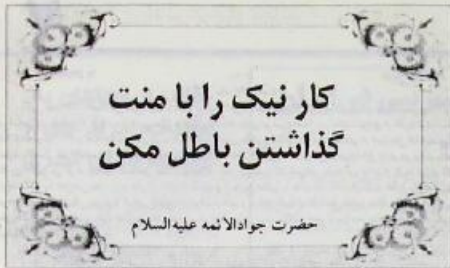 کار نیک را با منت
گذاشتن باطل مکن
حضرت جوادالائمه علیه‌السلام